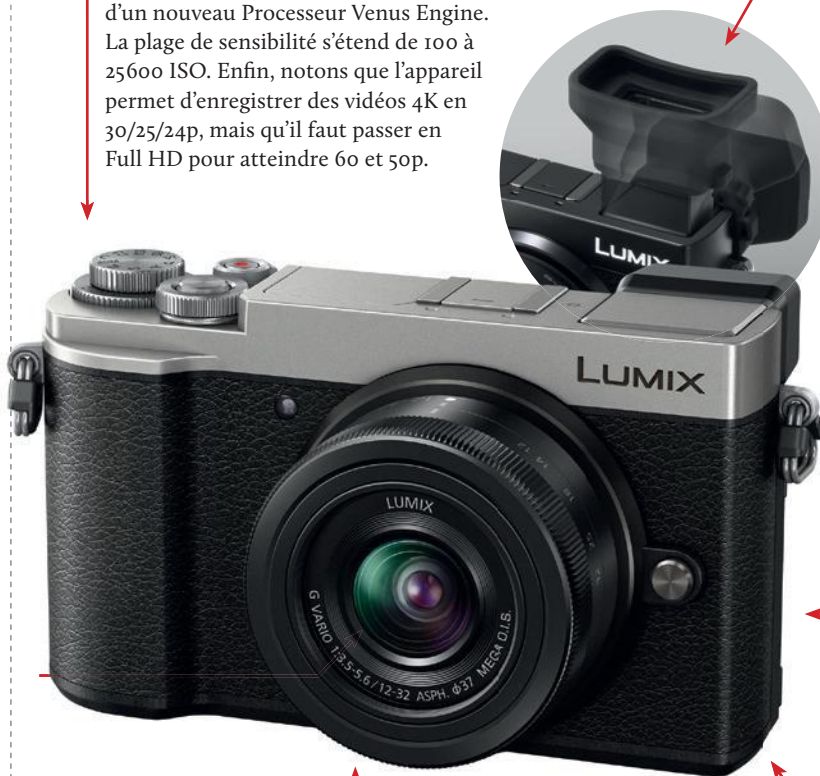 d’un nouveau Processeur Venus Engine.
La plage de sensibilité s’étend de 100 à
25600 ISO. Enfin, notons que l’appareil
permet d’enregistrer des vidéos 4K en
30/25/24p, mais qu’il faut passer en
Full HD pour atteindre 60 et 50p.
LUMIX
LUMIX
LUMIX
G VARIO 1:3.5-5.6 / 12-32 ASPH. Φ37 MEGA O.I.S.